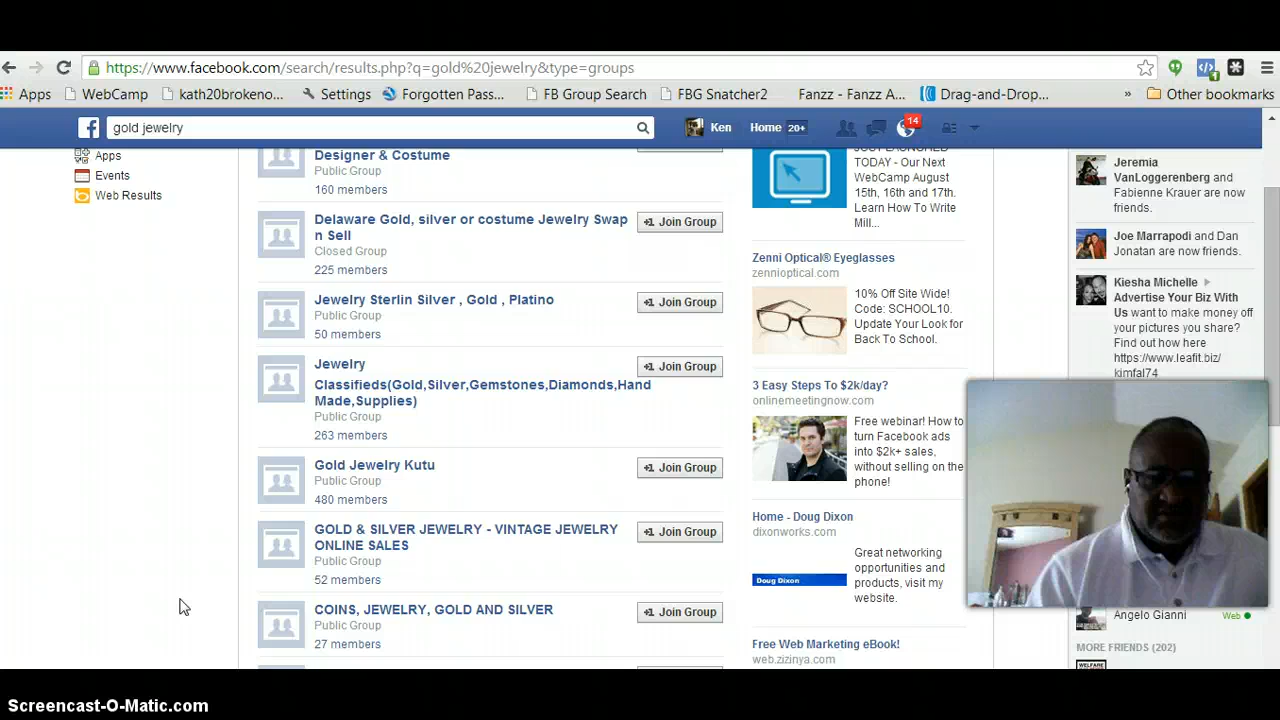 https://www.facebook.com/search/results.php?q=gold%20jewelry&type=groups
Apps
WebCamp
kath20brokeno...
Settings
Forgotten Pass...
FB Group Search
FBG Snatcher2
Fanzz - Fanzz A...
Drag-and-Drop...
»
Other bookmarks
gold jewelry
Ken
Home 20+
14
Apps
Events
Web Results
Designer & Costume
Public Group
160 members
Delaware Gold, silver or costume Jewelry Swap
n Sell
Closed Group
225 members
+1 Join Group
Jewelry Sterlin Silver , Gold , Platino
Public Group
50 members
+1 Join Group
Jewelry
Classifieds(Gold,Silver,Gemstones,Diamonds,Hand
Made,Supplies)
Public Group
263 members
+1 Join Group
Gold Jewelry Kutu
Public Group
480 members
+1 Join Group
GOLD & SILVER JEWELRY - VINTAGE JEWELRY
ONLINE SALES
Public Group
52 members
+1 Join Group
COINS, JEWELRY, GOLD AND SILVER
Public Group
27 members
+1 Join Group
JUST LAUNCHED
TODAY - Our Next
WebCamp August
15th, 16th and 17th.
Learn How To Write
Mill...
Zenni Optical® Eyeglasses
zennioptical.com
10% Off Site Wide!
Code: SCHOOL10.
Update Your Look for
Back To School.
3 Easy Steps To $2k/day?
onlinemeetingnow.com
Free webinar! How to
turn Facebook ads
into $2k+ sales,
without selling on the
phone!
Home - Doug Dixon
dixonworks.com
Doug Dixon
Great networking
opportunities and
products, visit my
website.
Free Web Marketing eBook!
web.zizinya.com
Jeremia
VanLoggerenberg and
Fabienne Krauer are now
friends.
Joe Marrapodi and Dan
Jonatan are now friends.
Kiesha Michelle
Advertise Your Biz With
Us want to make money off
your pictures you share?
Find out how here
https://www.leafit.biz/
kimfal74
Angelo Gianni
Web
MORE FRIENDS (202)
WELFARE
Screencast-O-Matic.com